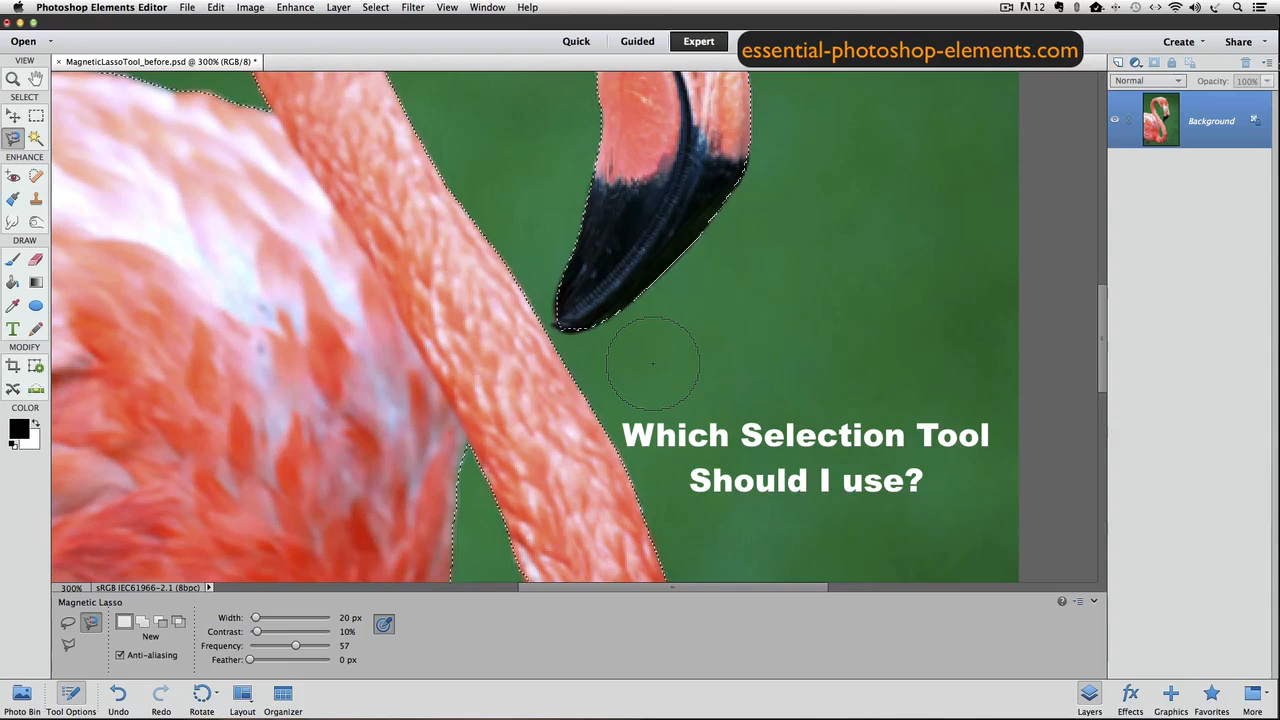 Photoshop Elements Editor File Edit Image Enhance Layer Select Filter View Window Help
12
Open
Quick Guided Expert
essential-photoshop-elements.com
Create Share
VIEW
MagneticLassoTool_before.psd @ 300% (RGB/8) *
Normal Opacity: 100%
SELECT
Background
ENHANCE
DRAW
MODIFY
COLOR
Which Selection Tool
Should I use?
300% sRGB IEC61966-2.1 (8bpc)
Magnetic Lasso
New
Anti-aliasing
Width: 20 px
Contrast: 10%
Frequency: 57
Feather: 0 px
Photo Bin Tool Options Undo Redo Rotate Layout Organizer
Layers Effects Graphics Favorites More